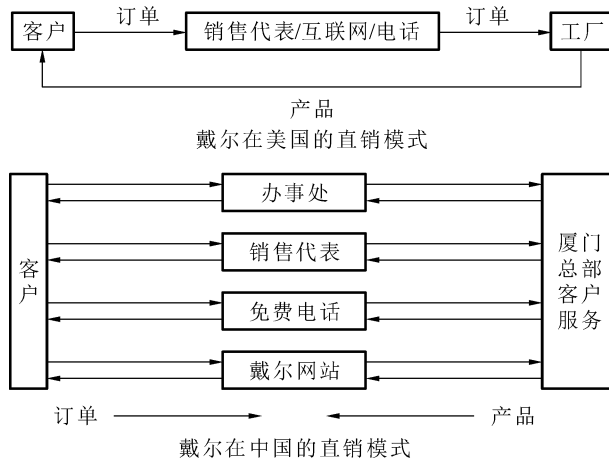 客户 订单 销售代表/互联网/电话 订单 工厂
产品
戴尔在美国的直销模式
客户
办事处
销售代表
免费电话
戴尔网站
厦门
总部
客户
服务
订单 产品
戴尔在中国的直销模式